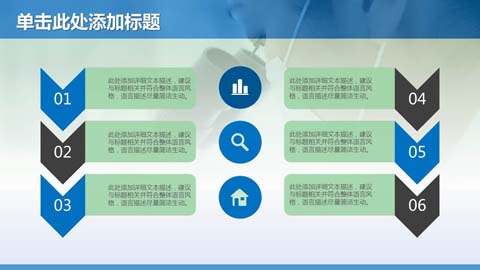 单击此处添加标题
01
此处添加详细文本描述，建议
与标题相关并符合整体语言风
格，语言描述尽量简洁生动。
02
此处添加详细文本描述，建议
与标题相关并符合整体语言风
格，语言描述尽量简洁生动。
03
此处添加详细文本描述，建议
与标题相关并符合整体语言风
格，语言描述尽量简洁生动。
此处添加详细文本描述，建议
与标题相关并符合整体语言风
格，语言描述尽量简洁生动。
04
此处添加详细文本描述，建议
与标题相关并符合整体语言风
格，语言描述尽量简洁生动。
05
此处添加详细文本描述，建议
与标题相关并符合整体语言风
格，语言描述尽量简洁生动。
06